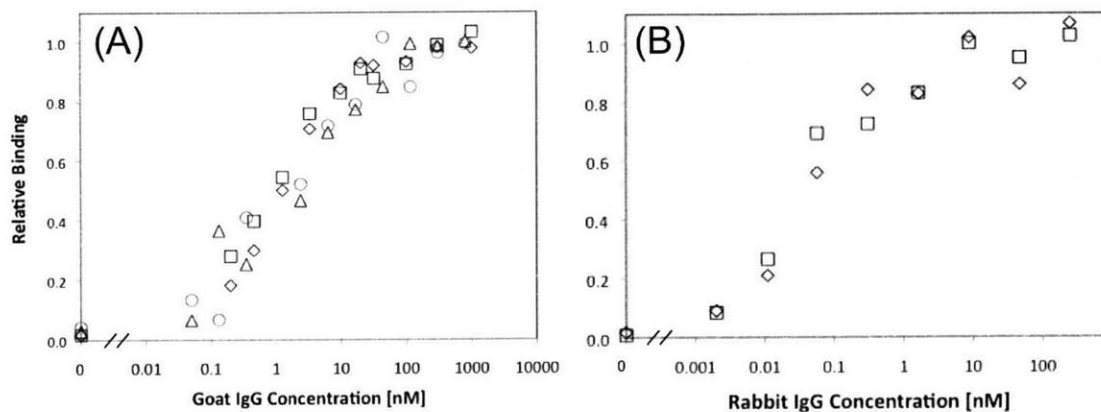 (A)
1.0
0.8
0.6
0.4
0.2
0.0
Relative Binding
0 0.01 0.1 1 10 100 1000 10000
Goat IgG Concentration [nM]
(B)
1.0
0.8
0.6
0.4
0.2
0.0
0 0.001 0.01 0.1 1 10 100
Rabbit IgG Concentration [nM]